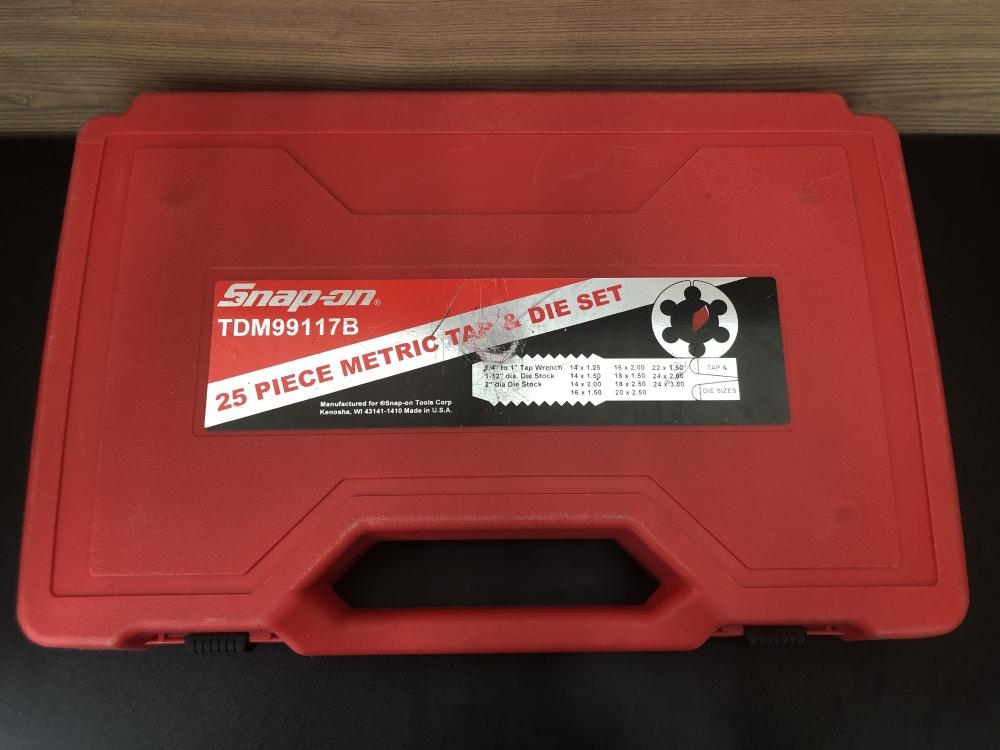 Snap-on®
TDM99117B
25 PIECE METRIC TAP & DIE SET
1/4" to 1" Tap Wrench 14 x 1.25 16 x 2.00 22 x 1.50
1-12" dia. Die Stock 14 x 1.50 18 x 1.50 24 x 2.00
2" dia Die Stock 14 x 2.00 18 x 2.50 24 x 3.00
16 x 1.50 20 x 2.50
TAP &
DIE SIZES
Manufactured for ®Snap-on Tools Corp
Kenosha, WI 43141-1410 Made in U.S.A.